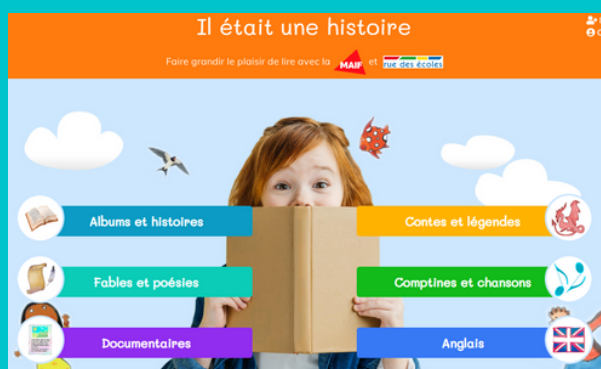 Il était une histoire
Faire grandir le plaisir de lire avec la MAIF et rue des écoles
Albums et histoires
Contes et légendes
Fables et poésies
Comptines et chansons
Documentaires
Anglais